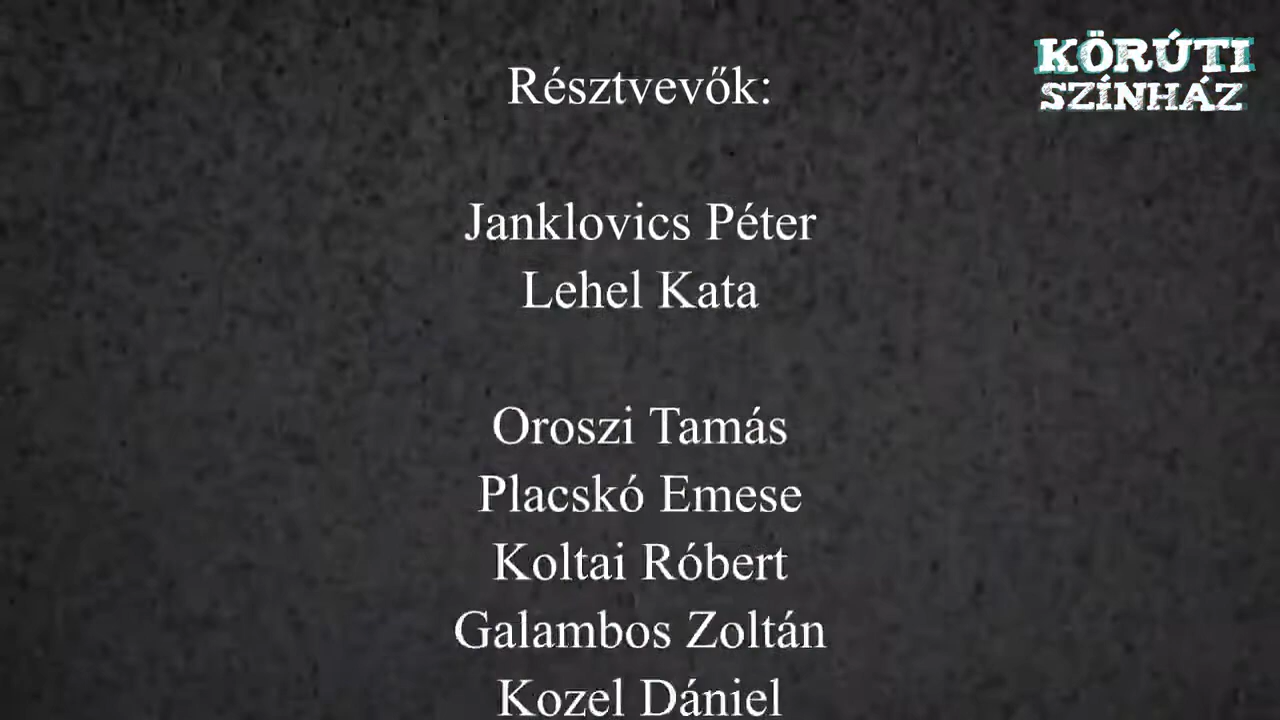 KÖRÚTI
SZÍNHÁZ
Résztvevők:
Janklovics Péter
Lehel Kata
Oroszi Tamás
Placskó Emese
Koltai Róbert
Galambos Zoltán
Kozel Dániel